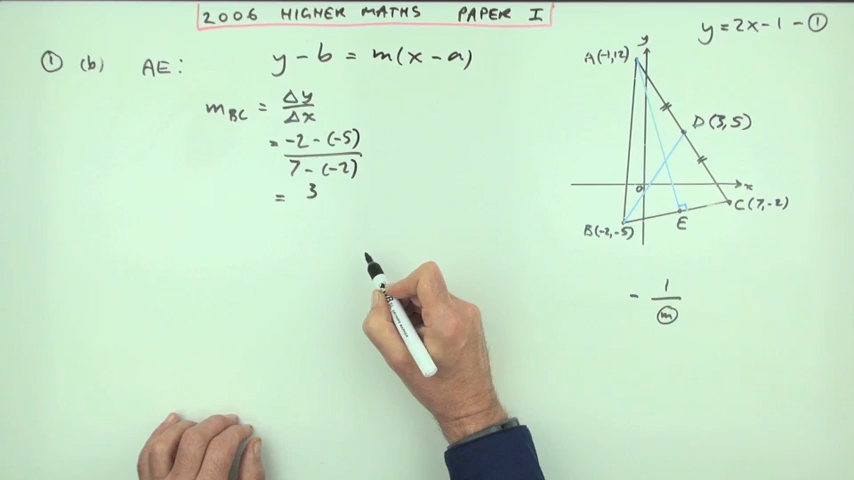 2006 HIGHER MATHS PAPER I
y = 2x - 1 - ①
① (b) AE: y - b = m(x - a)
m_BC = Δy/Δx
= -2 - (-5) / 7 - (-2)
= 3
y
A(-1,12)
D(3,5)
o
x
C(7,-2)
B(-2,-5)
E
- 1/m